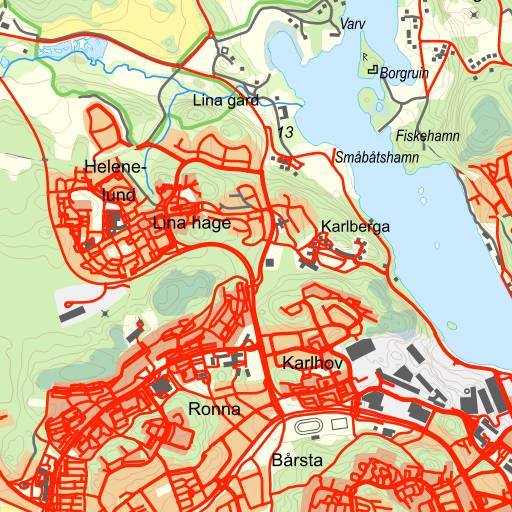 Varv
R
Borgruin
Lina gård
13
Fiskehamn
Småbåtshamn
Helene-
lund
Lina hage
Karlberga
Karlhov
Ronna
Bårsta